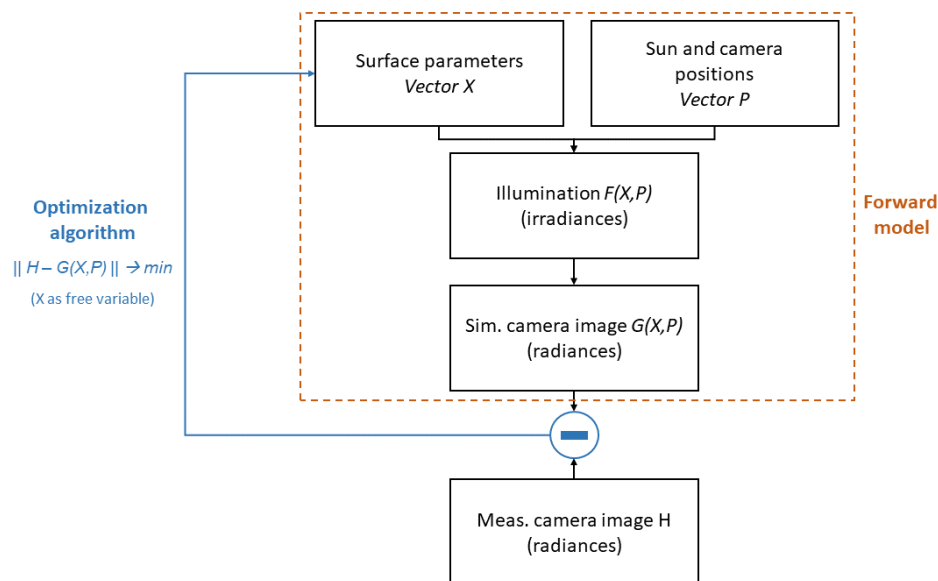 Surface parameters
Vector X
Sun and camera
positions
Vector P
Illumination F(X,P)
(irradiances)
Forward
model
Optimization
algorithm
|| H – G(X,P) || → min
(X as free variable)
Sim. camera image G(X,P)
(radiances)
Meas. camera image H
(radiances)